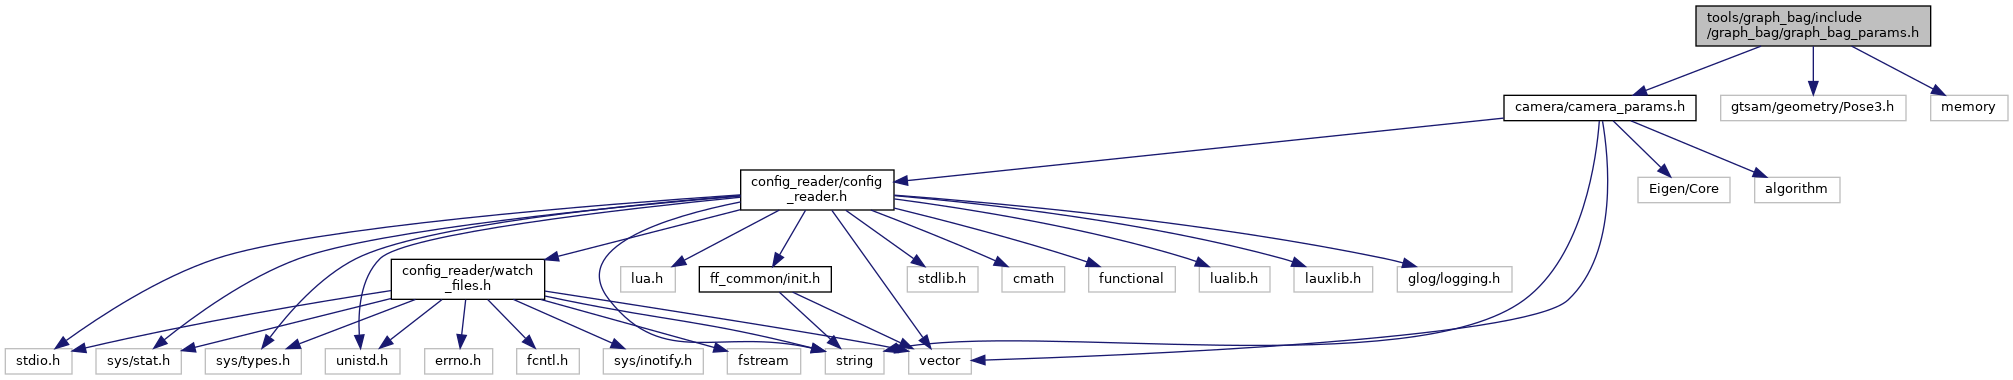 tools/graph_bag/include
/graph_bag/graph_bag_params.h
camera/camera_params.h
gtsam/geometry/Pose3.h
memory
config_reader/config
_reader.h
Eigen/Core
algorithm
config_reader/watch
_files.h
lua.h
ff_common/init.h
stdlib.h
cmath
functional
lualib.h
lauxlib.h
glog/logging.h
stdio.h
sys/stat.h
sys/types.h
unistd.h
errno.h
fcntl.h
sys/inotify.h
fstream
string
vector